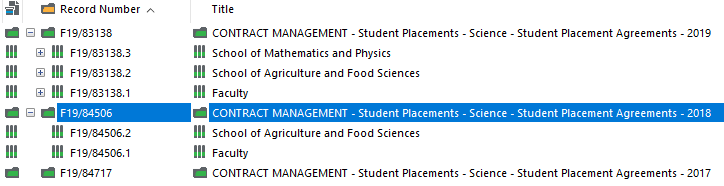 Record Number Title
F19/83138 CONTRACT MANAGEMENT - Student Placements - Science - Student Placement Agreements - 2019
F19/83138.3 School of Mathematics and Physics
F19/83138.2 School of Agriculture and Food Sciences
F19/83138.1 Faculty
F19/84506 CONTRACT MANAGEMENT - Student Placements - Science - Student Placement Agreements - 2018
F19/84506.2 School of Agriculture and Food Sciences
F19/84506.1 Faculty
F19/84717 CONTRACT MANAGEMENT - Student Placements - Science - Student Placement Agreements - 2017